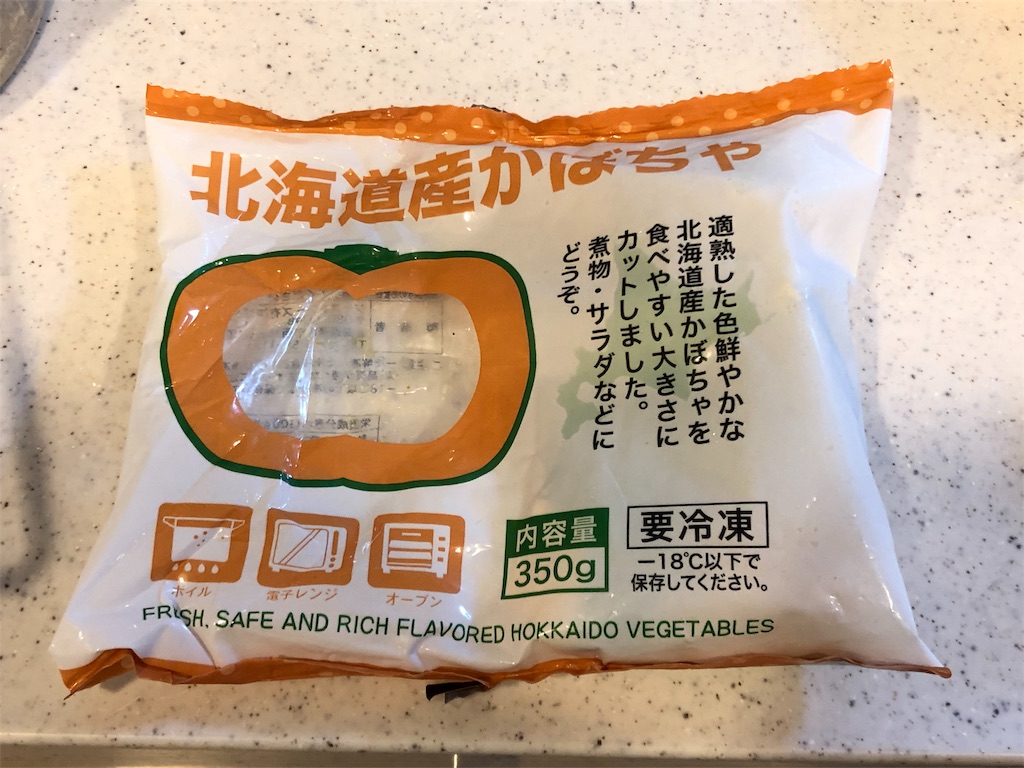 北海道産かぼちゃ
適熟した色鮮やかな
北海道産かぼちゃを
食べやすい大きさに
カットしました。
煮物・サラダなどに
どうぞ。
ボイル
電子レンジ
オーブン
内容量
350g
要冷凍
−18℃以下で
保存してください。
FRESH, SAFE AND RICH FLAVORED HOKKAIDO VEGETABLES